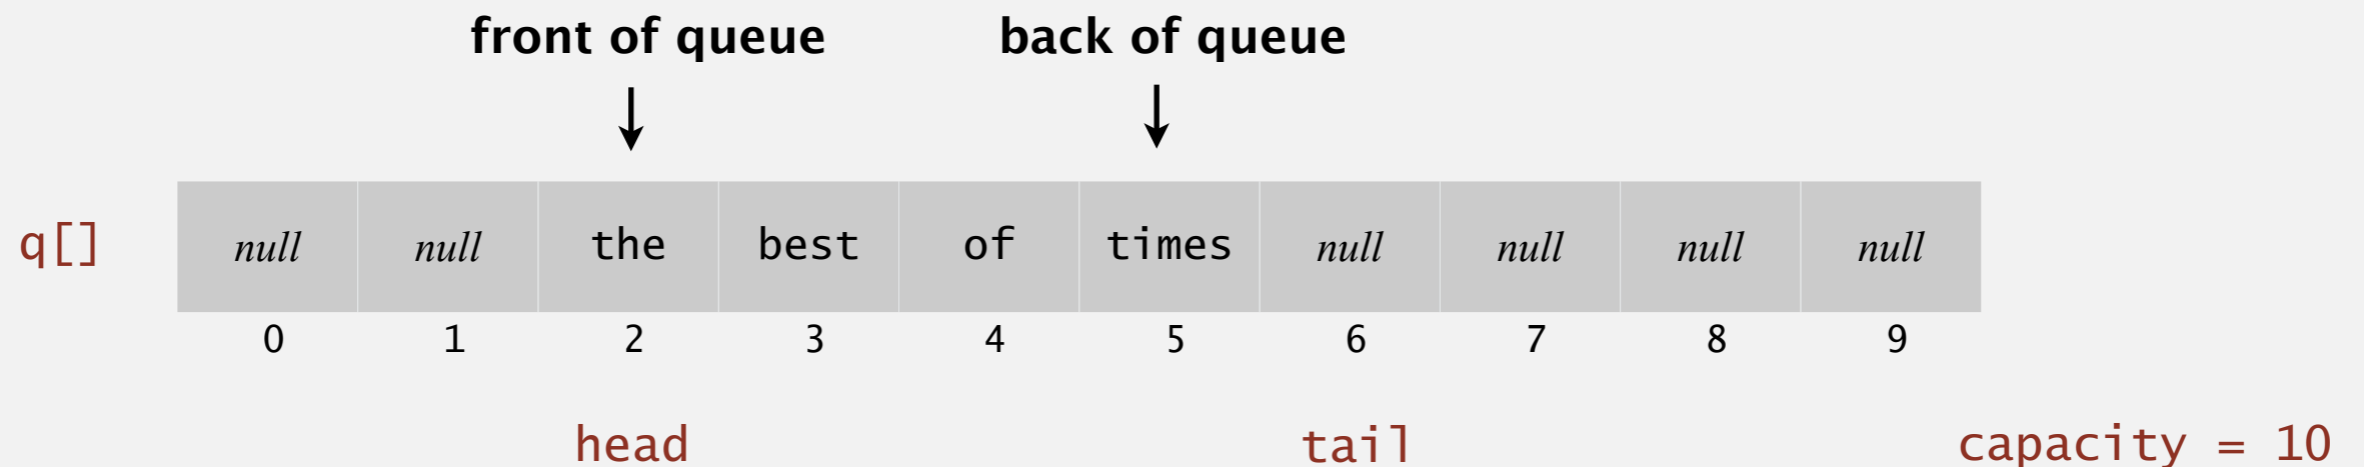 front of queue back of queue
q[] null null the best of times null null null null
0 1 2 3 4 5 6 7 8 9
head tail capacity = 10